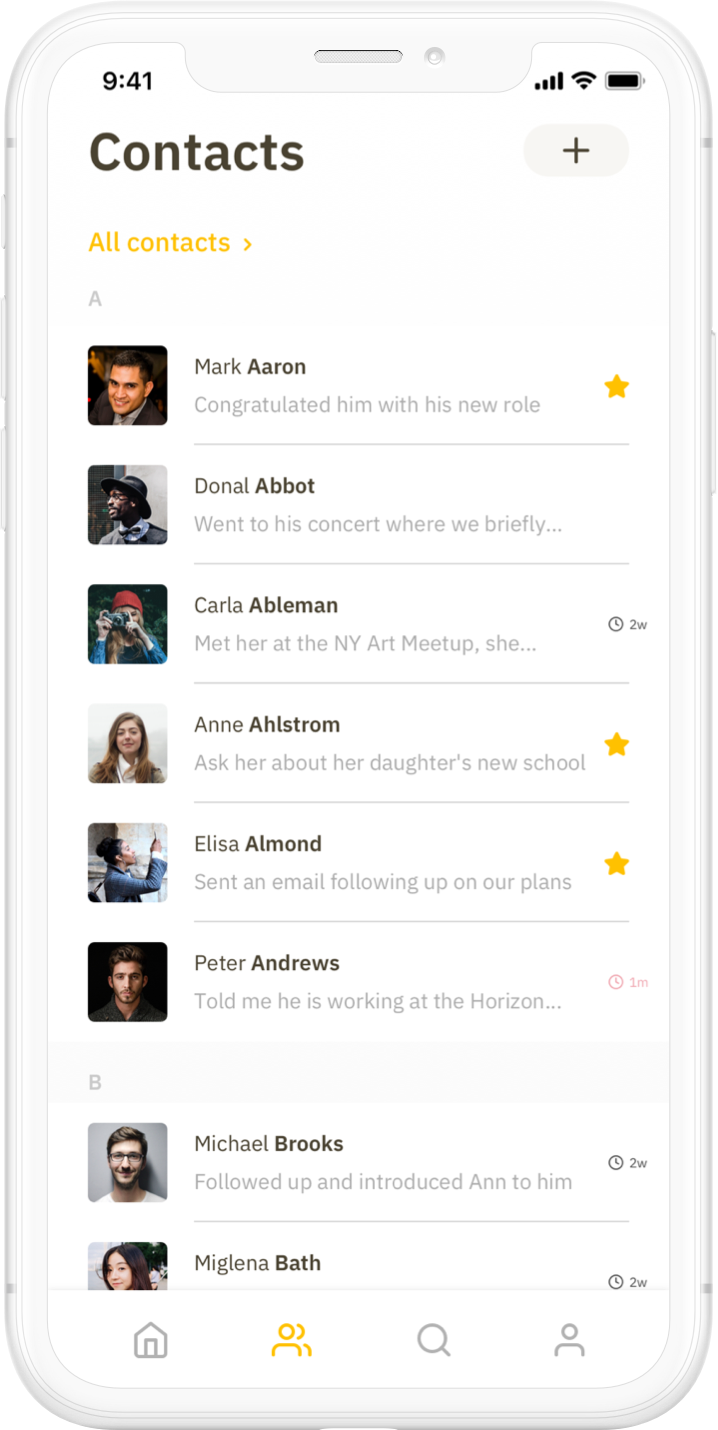 9:41
Contacts
All contacts
A
Mark Aaron
Congratulated him with his new role
Donal Abbot
Went to his concert where we briefly...
Carla Ableman
2w
Met her at the NY Art Meetup, she...
Anne Ahlstrom
Ask her about her daughter's new school
Elisa Almond
Sent an email following up on our plans
Peter Andrews
1m
Told me he is working at the Horizon...
B
Michael Brooks
2w
Followed up and introduced Ann to him
Miglena Bath
2w